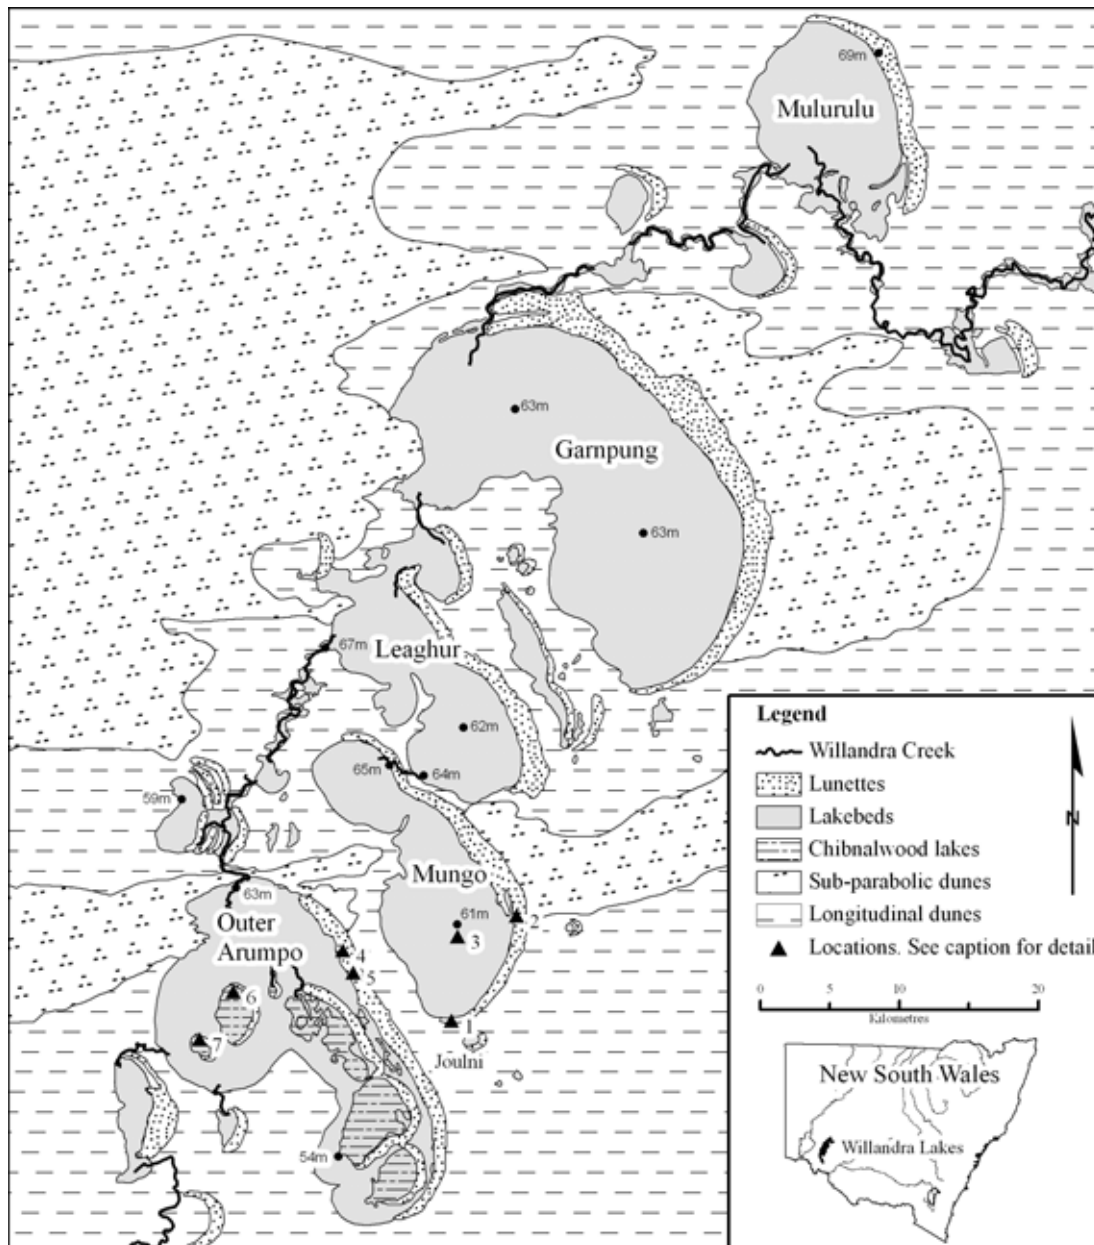 69m
Mulurulu
63m
Garnpung
63m
67m
Leaghur
62m
65m
64m
59m
Mungo
63m
Outer
Arumpo
61m
2
3
4
5
6
7
1
Joulni
54m
Legend
Willandra Creek
Lunettes
Lakebeds
Chibnalwood lakes
Sub-parabolic dunes
Longitudinal dunes
Locations. See caption for detail
N
0 5 10 20
Kilometres
New South Wales
Willandra Lakes